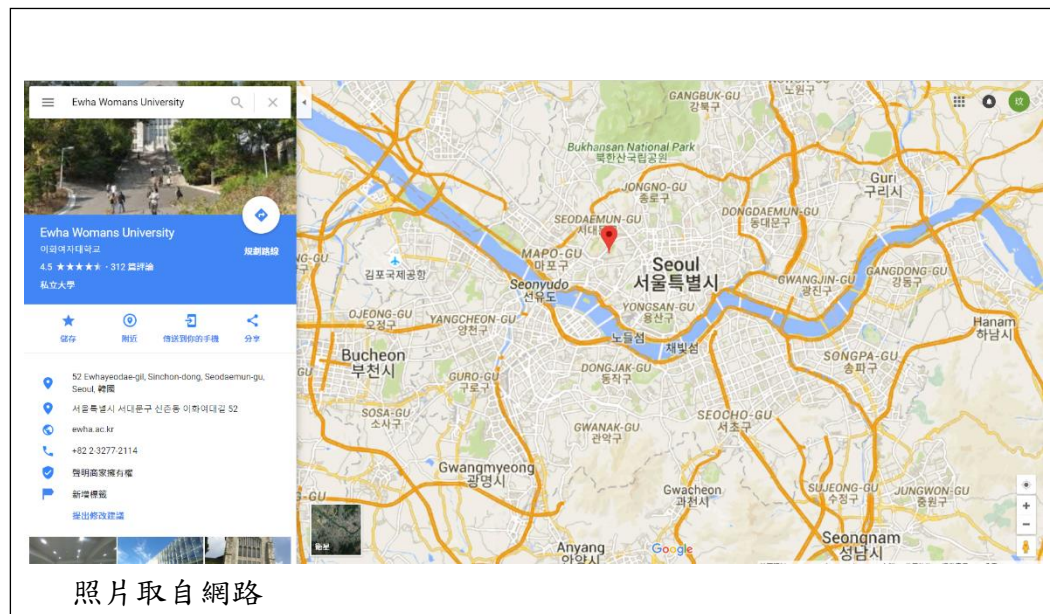 Ewha Womans University
Ewha Womans University
이화여자대학교
規劃路線
4.5 ★★★★⯨ · 312 篇評論
私立大學
儲存
附近
傳送到你的手機
分享
52 Ewhayeodae-gil, Sinchon-dong, Seodaemun-gu,
Seoul, 韓國
서울특별시 서대문구 신촌동 이화여대길 52
ewha.ac.kr
+82 2-3277-2114
聲明商家擁有權
新增標籤
提出修改建議
GANGBUK-GU
강북구
노원구
玟
Bukhansan National Park
북한산국립공원
Guri
구리시
JONGNO-GU
종로구
SEODAEMUN-GU
DONGDAEMUN-GU
동대문구
MAPO-GU
마포구
Seoul
서울특별시
김포국제공항
Seonyudo
선유도
GWANGJIN-GU
광진구
GANGDONG-GU
강동구
YONGSAN-GU
용산구
OJEONG-GU
오정구
YANGCHEON-GU
양천구
노들섬
채빛섬
Hanam
하남시
Bucheon
부천시
SONGPA-GU
송파구
DONGJAK-GU
동작구
GURO-GU
구로구
SOSA-GU
소사구
SEOCHO-GU
서초구
GWANAK-GU
관악구
Gwangmyeong
광명시
Gwacheon
과천시
SUJEONG-GU
수정구
JUNGWON-GU
중원구
Seongnam
성남시
Anyang
안양시
Google
衛星
照片取自網路